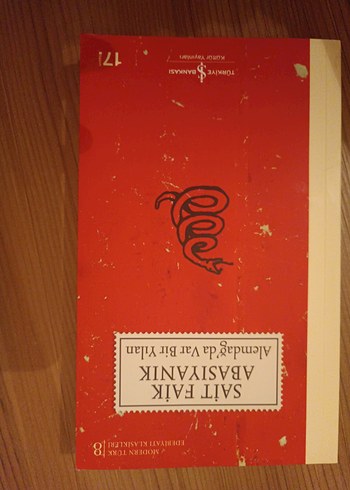 MODERN TÜRK
EDEBİYATI KLASİKLERİ
8
SAİT FAİK
ABASIYANIK
Alemdağ'da Var Bir Yılan
TÜRKİYE İŞ BANKASI
Kültür Yayınları
17!